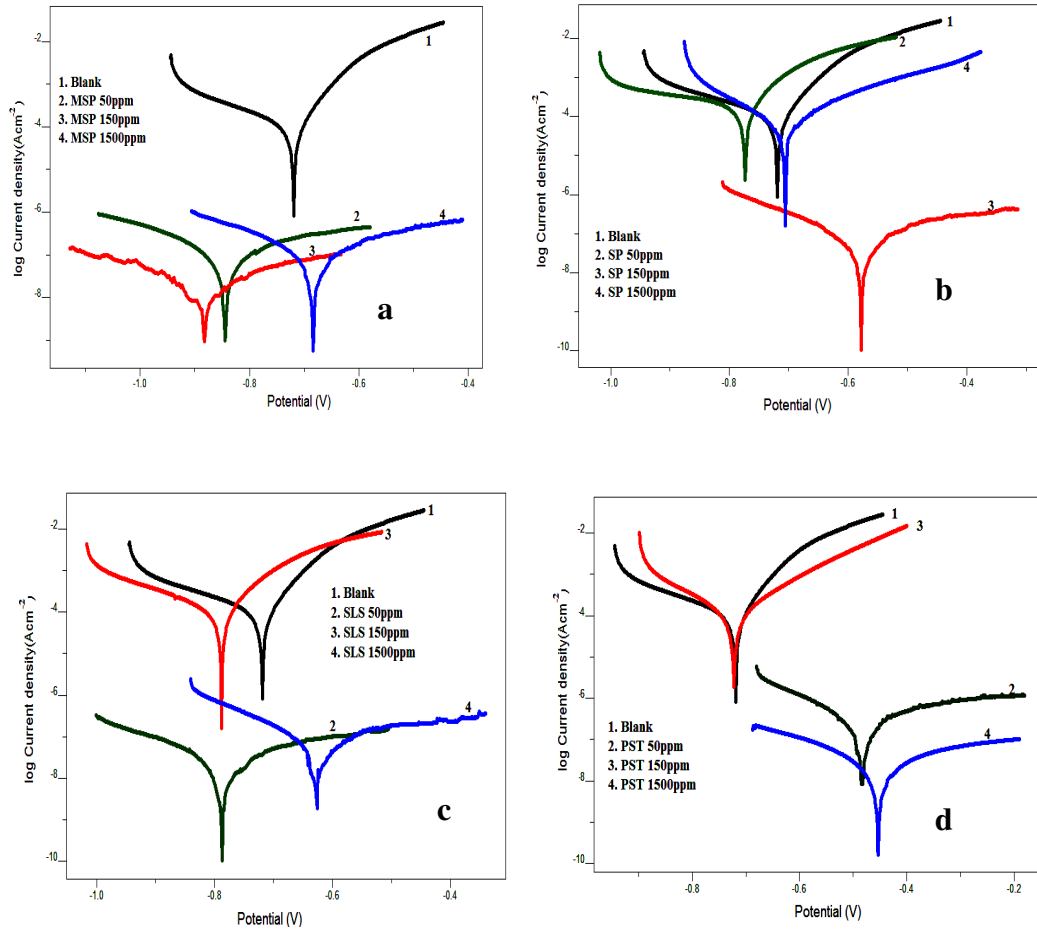 log Current density(Acm⁻²)
-2
-4
-6
-8
1
1. Blank
2. MSP 50ppm
3. MSP 150ppm
4. MSP 1500ppm
2
3
4
a
-1.0
-0.8
-0.6
-0.4
Potential (V)
log Current density(Acm⁻²)
-2
-4
-6
-8
-10
1
2
4
3
1. Blank
2. SP 50ppm
3. SP 150ppm
4. SP 1500ppm
b
-1.0
-0.8
-0.6
-0.4
Potential (V)
log Current density(Acm⁻²)
-2
-4
-6
-8
-10
1
3
1. Blank
2. SLS 50ppm
3. SLS 150ppm
4. SLS 1500ppm
2
4
c
-1.0
-0.8
-0.6
-0.4
Potential (V)
log Current density(Acm⁻²)
-2
-4
-6
-8
-10
1
3
2
4
1. Blank
2. PST 50ppm
3. PST 150ppm
4. PST 1500ppm
d
-0.8
-0.6
-0.4
-0.2
Potential (V)